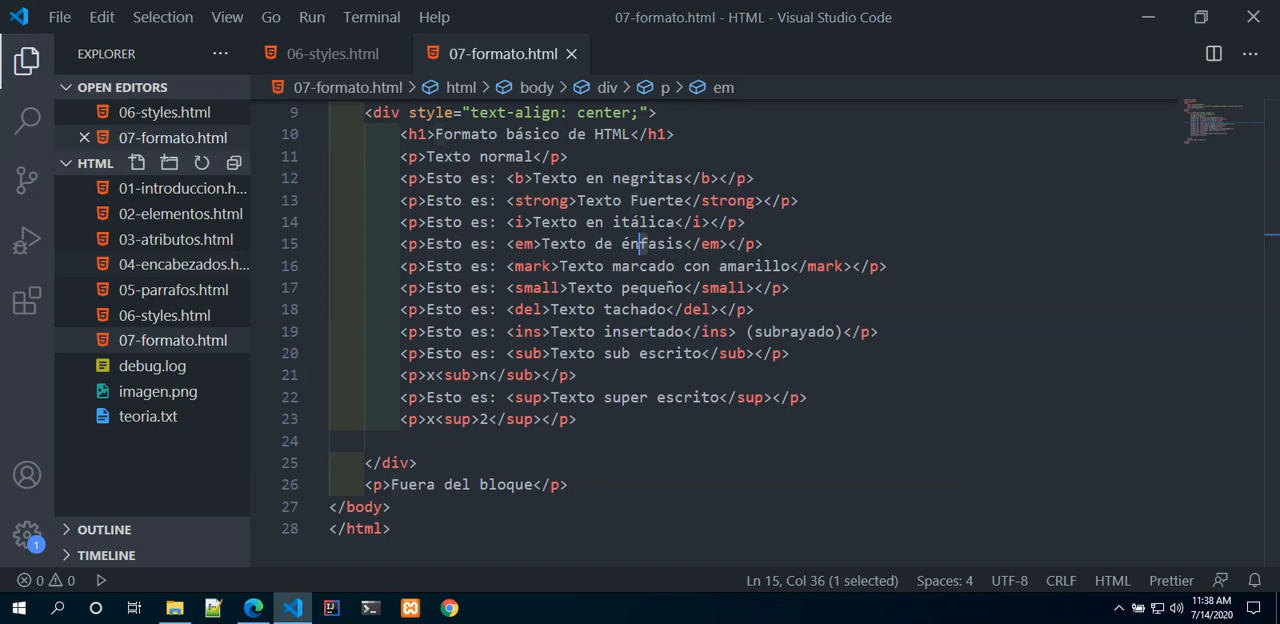 File Edit Selection View Go Run Terminal Help 07-formato.html - HTML - Visual Studio Code
EXPLORER ··· 06-styles.html 07-formato.html
OPEN EDITORS 07-formato.html > html > body > div > p > em
06-styles.html
07-formato.html
HTML
01-introduccion.h...
02-elementos.html
03-atributos.html
04-encabezados.h...
05-parrafos.html
06-styles.html
07-formato.html
debug.log
imagen.png
teoria.txt
OUTLINE
TIMELINE
9 <div style="text-align: center;">
10 <h1>Formato básico de HTML</h1>
11 <p>Texto normal</p>
12 <p>Esto es: <b>Texto en negritas</b></p>
13 <p>Esto es: <strong>Texto Fuerte</strong></p>
14 <p>Esto es: <i>Texto en itálica</i></p>
15 <p>Esto es: <em>Texto de énfasis</em></p>
16 <p>Esto es: <mark>Texto marcado con amarillo</mark></p>
17 <p>Esto es: <small>Texto pequeño</small></p>
18 <p>Esto es: <del>Texto tachado</del></p>
19 <p>Esto es: <ins>Texto insertado</ins> (subrayado)</p>
20 <p>Esto es: <sub>Texto sub escrito</sub></p>
21 <p>x<sub>n</sub></p>
22 <p>Esto es: <sup>Texto super escrito</sup></p>
23 <p>x<sup>2</sup></p>
24
25 </div>
26 <p>Fuera del bloque</p>
27 </body>
28 </html>
1
0 0 Ln 15, Col 36 (1 selected) Spaces: 4 UTF-8 CRLF HTML Prettier
11:38 AM
7/14/2020